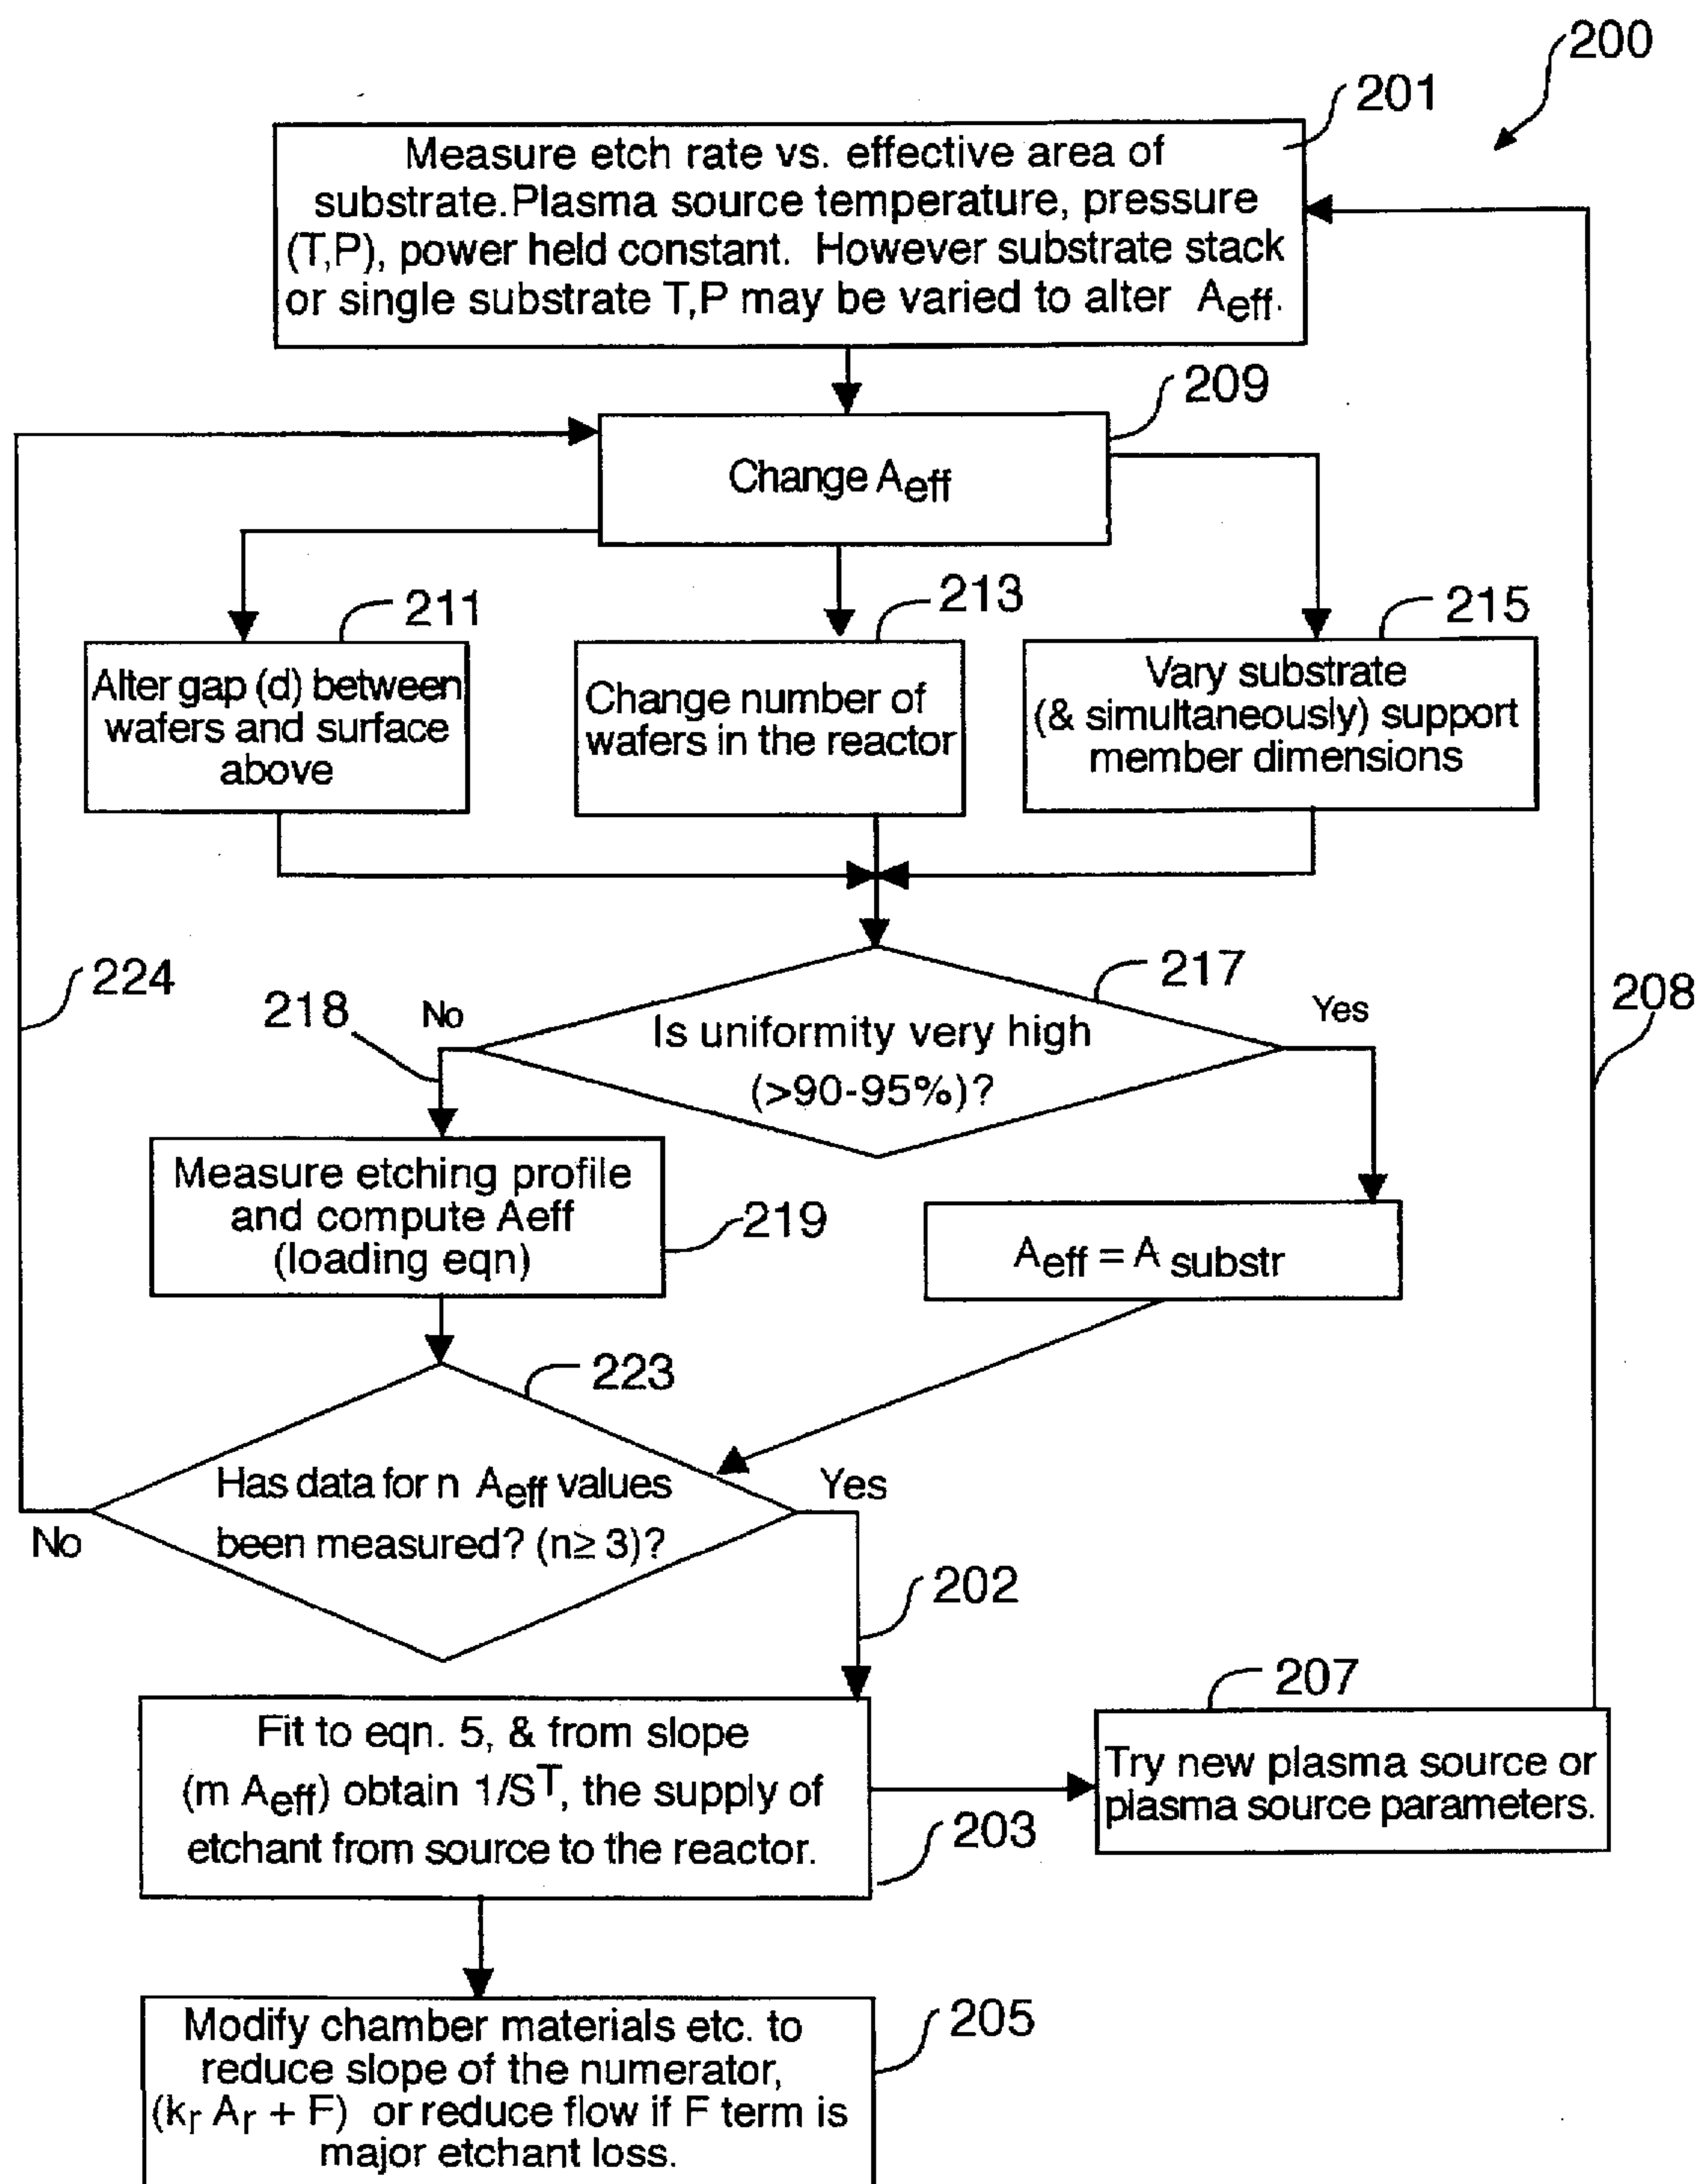 200
201
Measure etch rate vs. effective area of
substrate.Plasma source temperature, pressure
(T,P), power held constant. However substrate stack
or single substrate T,P may be varied to alter Aeff.
209
Change Aeff
211
Alter gap (d) between
wafers and surface
above
213
Change number of
wafers in the reactor
215
Vary substrate
(& simultaneously) support
member dimensions
224
218
No
217
Is uniformity very high
(>90-95%)?
Yes
208
Measure etching profile
and compute Aeff
(loading eqn)
219
Aeff = A substr
223
Has data for n Aeff values
been measured? (n≥ 3)?
No
Yes
202
Fit to eqn. 5, & from slope
(m Aeff) obtain 1/ST, the supply of
etchant from source to the reactor.
203
207
Try new plasma source or
plasma source parameters.
205
Modify chamber materials etc. to
reduce slope of the numerator,
(kr Ar + F) or reduce flow if F term is
major etchant loss.